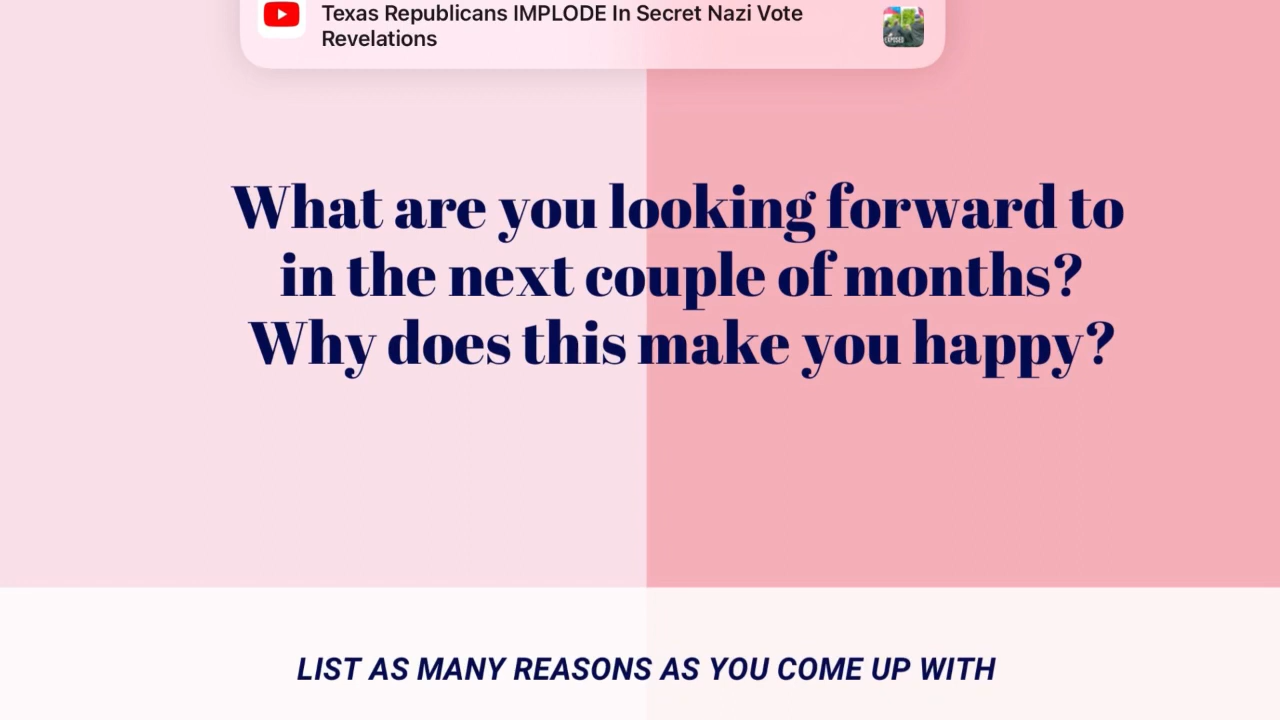 Texas Republicans IMPLODE In Secret Nazi Vote
Revelations
EXPOSED
What are you looking forward to
in the next couple of months?
Why does this make you happy?
LIST AS MANY REASONS AS YOU COME UP WITH